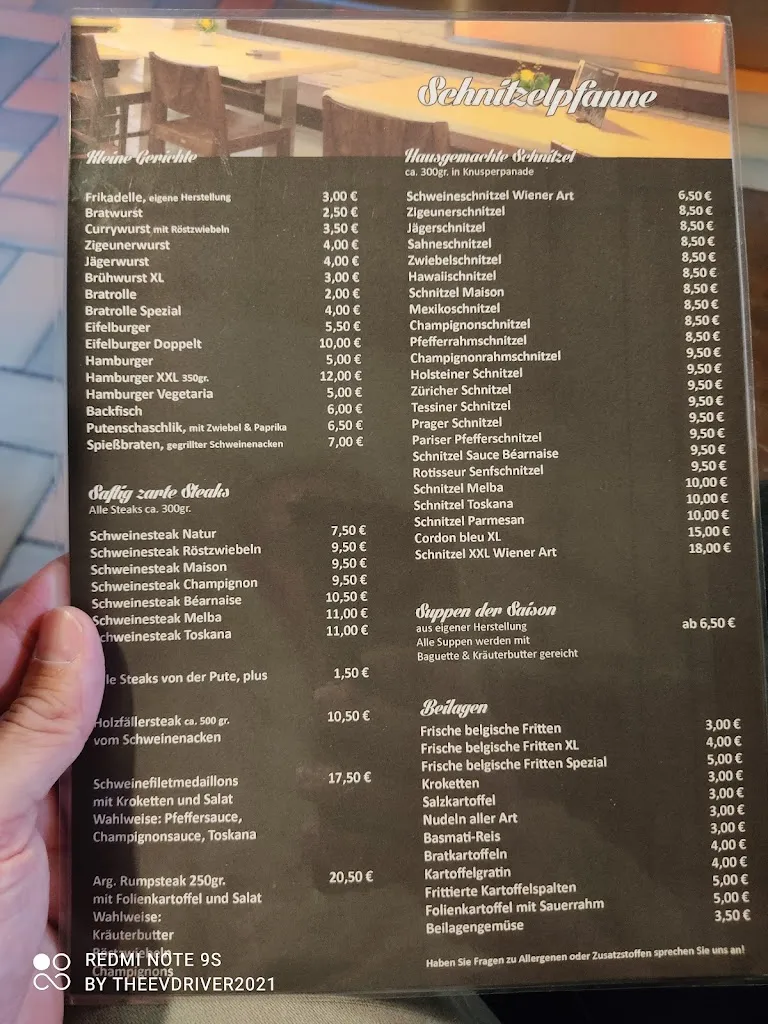 Schnitzelpfanne
Kleine Gerichte
Frikadelle, eigene Herstellung 3,00 €
Bratwurst 2,50 €
Currywurst mit Röstzwiebeln 3,50 €
Zigeunerwurst 4,00 €
Jägerwurst 4,00 €
Brühwurst XL 3,00 €
Bratrolle 2,00 €
Bratrolle Spezial 4,00 €
Eifelburger 5,50 €
Eifelburger Doppelt 10,00 €
Hamburger 5,00 €
Hamburger XXL 350gr. 12,00 €
Hamburger Vegetaria 5,00 €
Backfisch 6,00 €
Putenschaschlik, mit Zwiebel & Paprika 6,50 €
Spießbraten, gegrillter Schweinenacken 7,00 €
Saftig zarte Steaks
Alle Steaks ca. 300gr.
Schweinesteak Natur 7,50 €
Schweinesteak Röstzwiebeln 9,50 €
Schweinesteak Maison 9,50 €
Schweinesteak Champignon 9,50 €
Schweinesteak Béarnaise 10,50 €
Schweinesteak Melba 11,00 €
chweinesteak Toskana 11,00 €
le Steaks von der Pute, plus 1,50 €
Holzfällersteak ca. 500 gr. 10,50 €
vom Schweinenacken
Schweinefiletmedaillons 17,50 €
mit Kroketten und Salat
Wahlweise: Pfeffersauce,
Champignonsauce, Toskana
Arg. Rumpsteak 250gr. 20,50 €
mit Folienkartoffel und Salat
Wahlweise:
Kräuterbutter
Röstzwiebeln
Champignons
Hausgemachte Schnitzel
ca. 300gr. in Knusperpanade
Schweineschnitzel Wiener Art 6,50 €
Zigeunerschnitzel 8,50 €
Jägerschnitzel 8,50 €
Sahneschnitzel 8,50 €
Zwiebelschnitzel 8,50 €
Hawaiischnitzel 8,50 €
Schnitzel Maison 8,50 €
Mexikoschnitzel 8,50 €
Champignonschnitzel 8,50 €
Pfefferrahmschnitzel 8,50 €
Champignonrahmschnitzel 9,50 €
Holsteiner Schnitzel 9,50 €
Züricher Schnitzel 9,50 €
Tessiner Schnitzel 9,50 €
Prager Schnitzel 9,50 €
Pariser Pfefferschnitzel 9,50 €
Schnitzel Sauce Béarnaise 9,50 €
Rotisseur Senfschnitzel 9,50 €
Schnitzel Melba 10,00 €
Schnitzel Toskana 10,00 €
Schnitzel Parmesan 10,00 €
Cordon bleu XL 15,00 €
Schnitzel XXL Wiener Art 18,00 €
Suppen der Saison ab 6,50 €
aus eigener Herstellung
Alle Suppen werden mit
Baguette & Kräuterbutter gereicht
Beilagen
Frische belgische Fritten 3,00 €
Frische belgische Fritten XL 4,00 €
Frische belgische Fritten Spezial 5,00 €
Kroketten 3,00 €
Salzkartoffel 3,00 €
Nudeln aller Art 3,00 €
Basmati-Reis 3,00 €
Bratkartoffeln 4,00 €
Kartoffelgratin 4,00 €
Frittierte Kartoffelspalten 5,00 €
Folienkartoffel mit Sauerrahm 5,00 €
Beilagengemüse 3,50 €
Haben Sie Fragen zu Allergenen oder Zusatzstoffen sprechen Sie uns an!
REDMI NOTE 9S
BY THEEVDRIVER2021